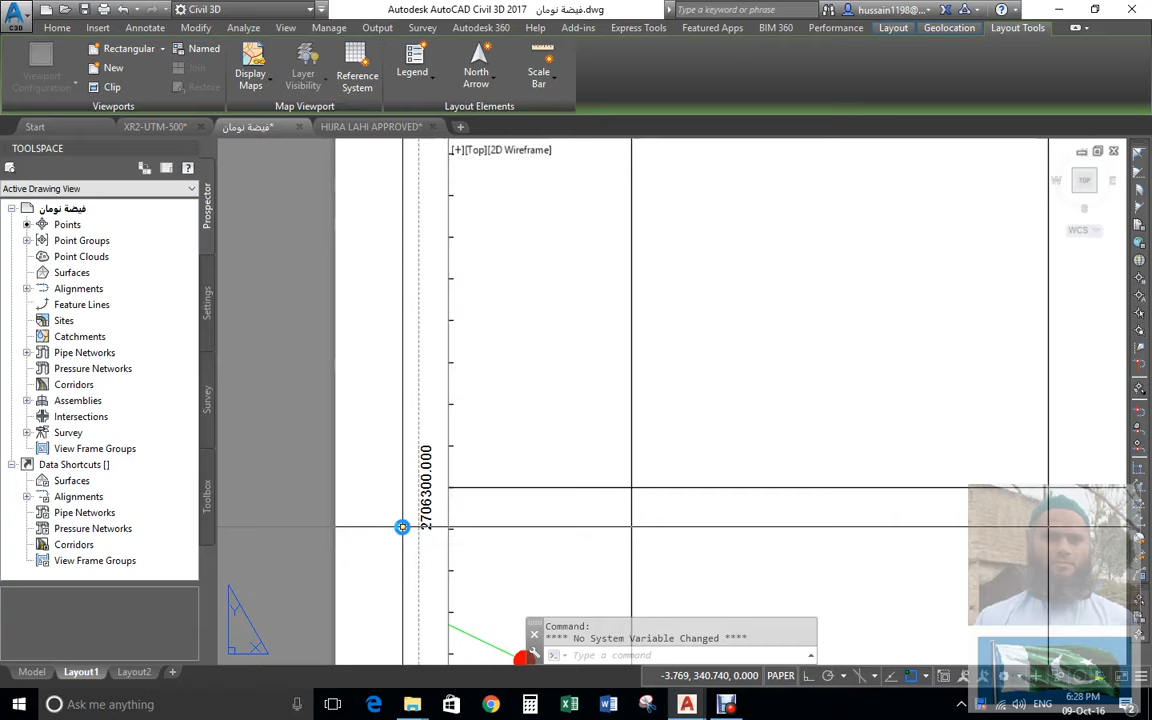 C3D
Civil 3D
Autodesk AutoCAD Civil 3D 2017 فيضة نومان.dwg
Type a keyword or phrase
hussain1198@...
Home Insert Annotate Modify Analyze View Manage Output Survey Autodesk 360 Help Add-ins Express Tools Featured Apps BIM 360 Performance Layout Geolocation Layout Tools
Viewport Configuration
Rectangular
New
Clip
Named
Join
Restore
Display Maps
Layer Visibility
Reference System
Legend
North Arrow
Scale Bar
Viewports Map Viewport Layout Elements
Start XR2-UTM-500* فيضة نومان* HIJRA LAHI APPROVED*
TOOLSPACE
Active Drawing View
فيضة نومان
Points
Point Groups
Point Clouds
Surfaces
Alignments
Feature Lines
Sites
Catchments
Pipe Networks
Pressure Networks
Corridors
Assemblies
Intersections
Survey
View Frame Groups
Data Shortcuts []
Surfaces
Alignments
Pipe Networks
Pressure Networks
Corridors
View Frame Groups
Prospector
Settings
Survey
Toolbox
[+][Top][2D Wireframe]
W TOP E
S
WCS
2706300.000
Y
X
Command:
**** No System Variable Changed ****
Type a command
Model Layout1 Layout2
-3.769, 340.740, 0.000 PAPER
Ask me anything
ENG
6:28 PM
09-Oct-16
2